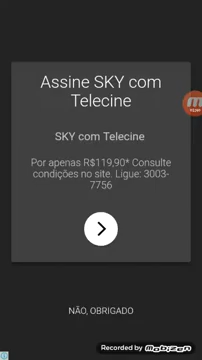 Assine SKY com
Telecine
SKY com Telecine
Por apenas R$119,90* Consulte
condições no site. Ligue: 3003-
7756
NÃO, OBRIGADO
Recorded by Mobizen